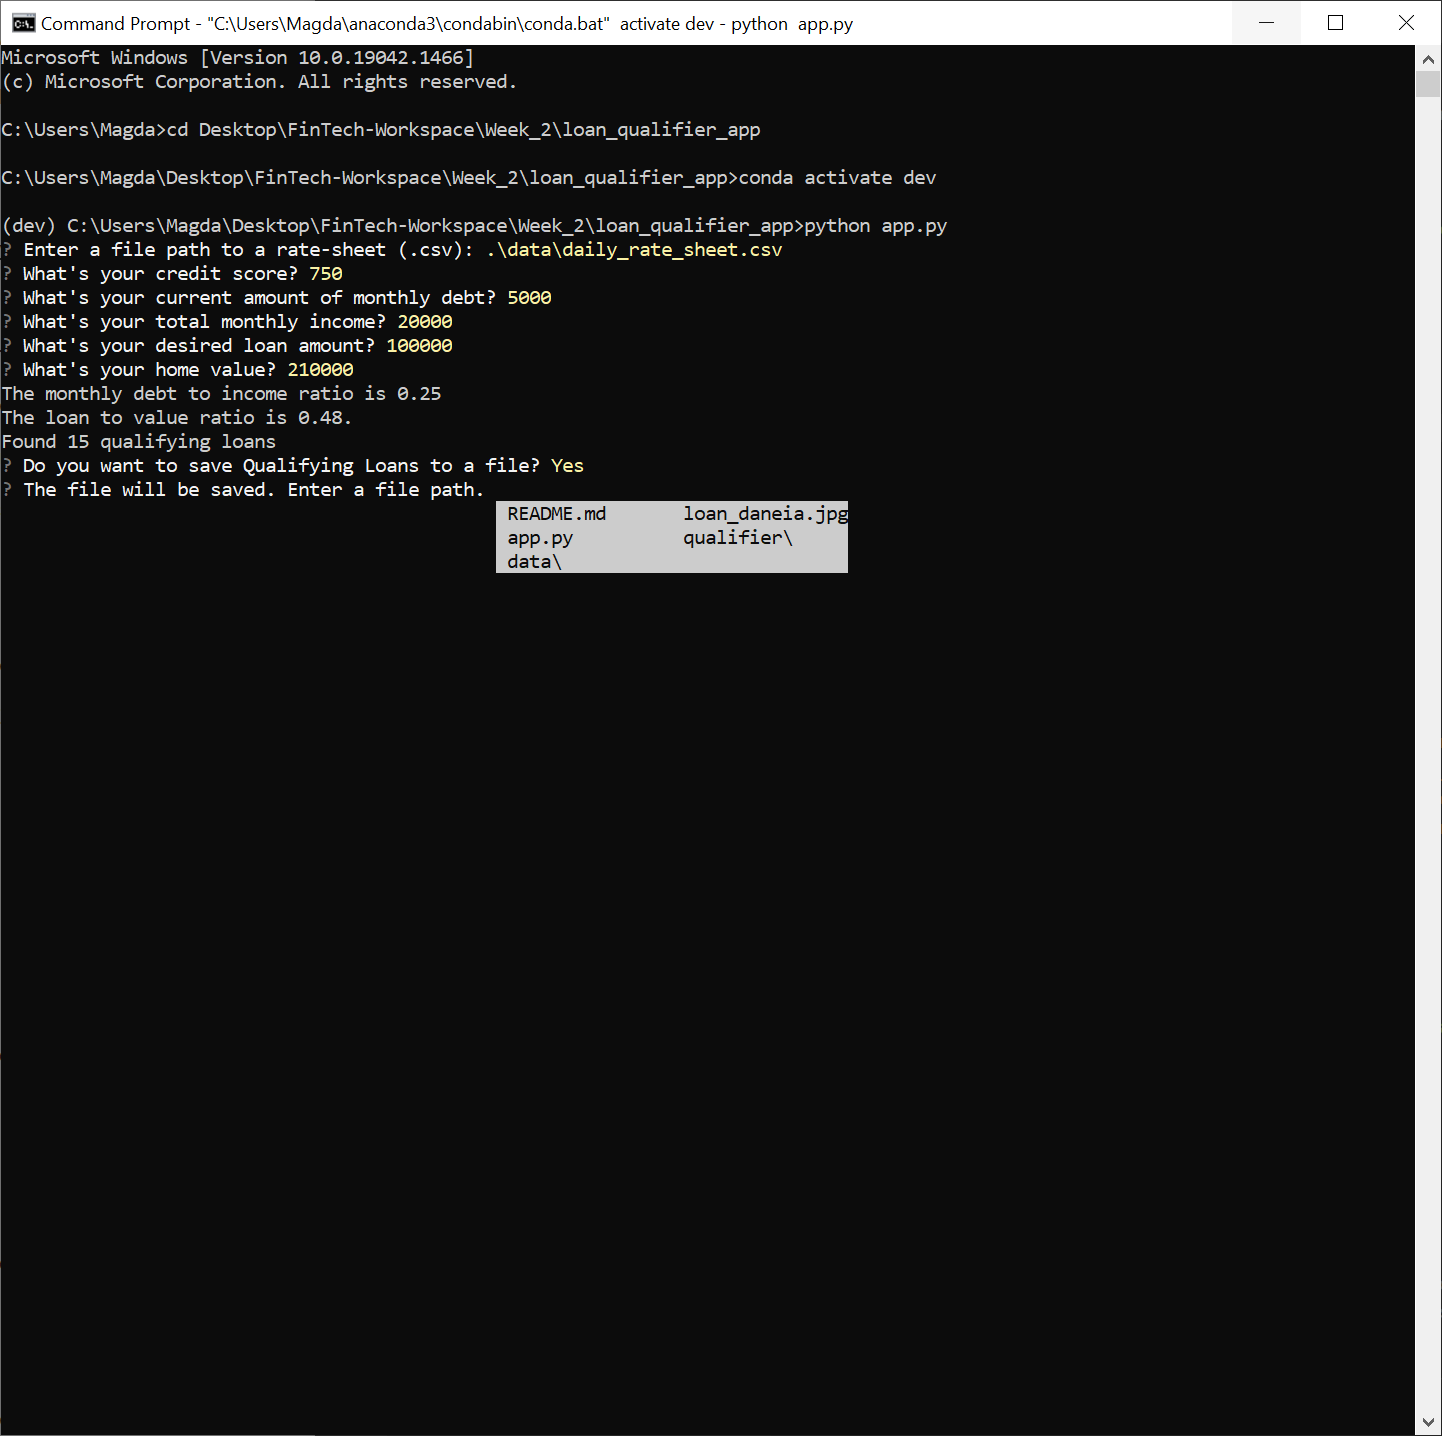 Command Prompt - "C:\Users\Magda\anaconda3\condabin\conda.bat"  activate dev - python  app.py
Microsoft Windows [Version 10.0.19042.1466]
(c) Microsoft Corporation. All rights reserved.
C:\Users\Magda>cd Desktop\FinTech-Workspace\Week_2\loan_qualifier_app
C:\Users\Magda\Desktop\FinTech-Workspace\Week_2\loan_qualifier_app>conda activate dev
(dev) C:\Users\Magda\Desktop\FinTech-Workspace\Week_2\loan_qualifier_app>python app.py
? Enter a file path to a rate-sheet (.csv): .\data\daily_rate_sheet.csv
? What's your credit score? 750
? What's your current amount of monthly debt? 5000
? What's your total monthly income? 20000
? What's your desired loan amount? 100000
? What's your home value? 210000
The monthly debt to income ratio is 0.25
The loan to value ratio is 0.48.
Found 15 qualifying loans
? Do you want to save Qualifying Loans to a file? Yes
? The file will be saved. Enter a file path.
README.md loan_daneia.jpg
app.py qualifier\
data\